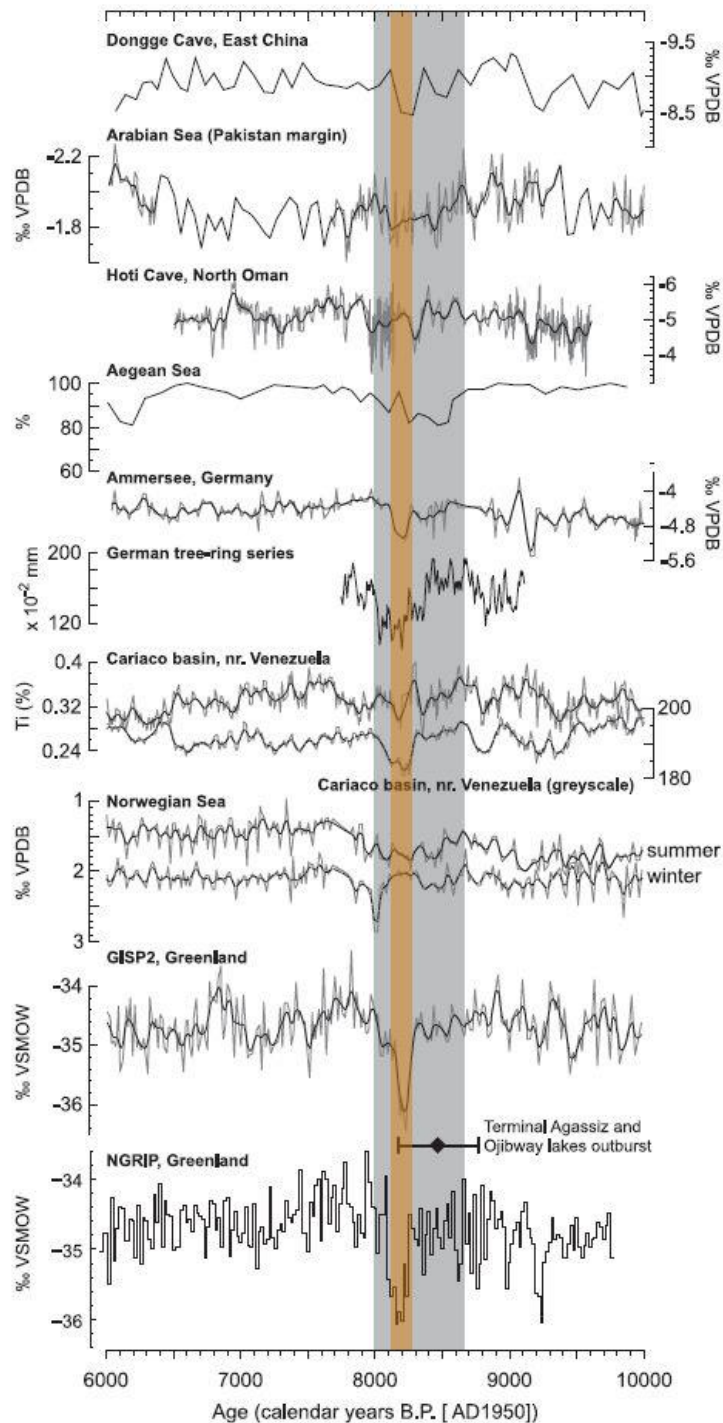 Dongge Cave, East China
-9.5
‰ VPDB
-8.5
Arabian Sea (Pakistan margin)
-2.2
‰ VPDB
-1.8
Hoti Cave, North Oman
-6
-5
-4
‰ VPDB
Aegean Sea
100
80
60
%
Ammersee, Germany
-4
-4.8
-5.6
‰ VPDB
German tree-ring series
200
120
x 10-2 mm
Cariaco basin, nr. Venezuela
0.4
0.32
0.24
Ti (%)
200
180
Cariaco basin, nr. Venezuela (greyscale)
Norwegian Sea
1
2
3
‰ VPDB
summer
winter
GISP2, Greenland
-34
-35
-36
‰ VSMOW
Terminal Agassiz and
Ojibway lakes outburst
NGRIP, Greenland
-34
-35
-36
‰ VSMOW
6000 7000 8000 9000 10000
Age (calendar years B.P. [ AD1950])